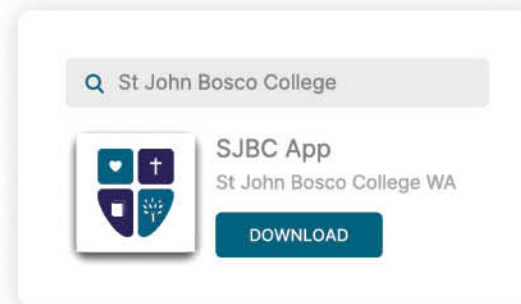 St John Bosco College
SJBC App
St John Bosco College WA
DOWNLOAD